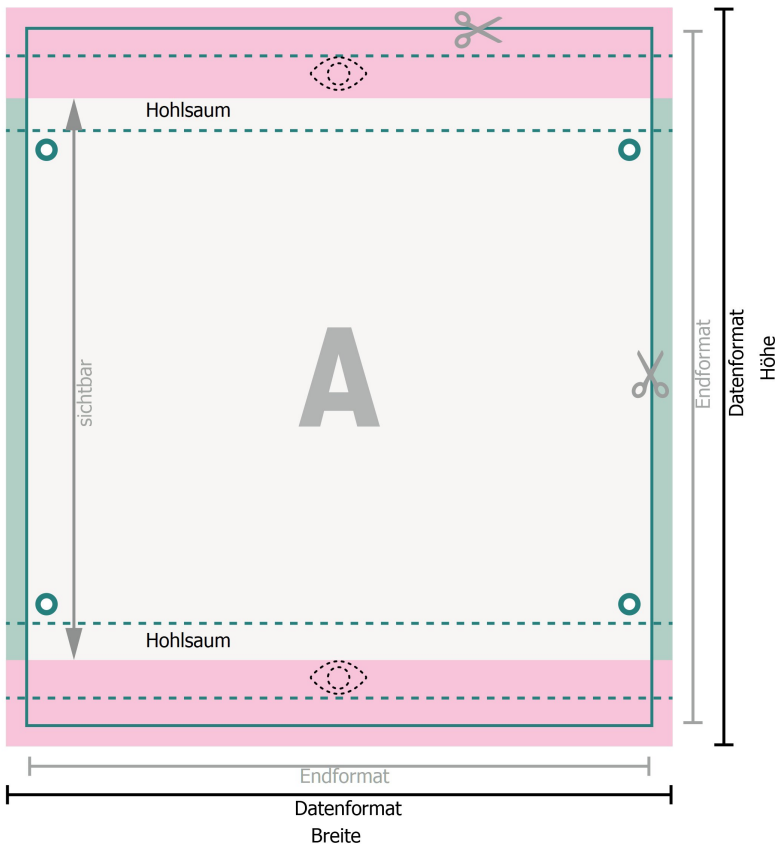 Hohlsaum
sichtbar
A
Endformat
Datenformat
Höhe
Hohlsaum
Endformat
Datenformat
Breite